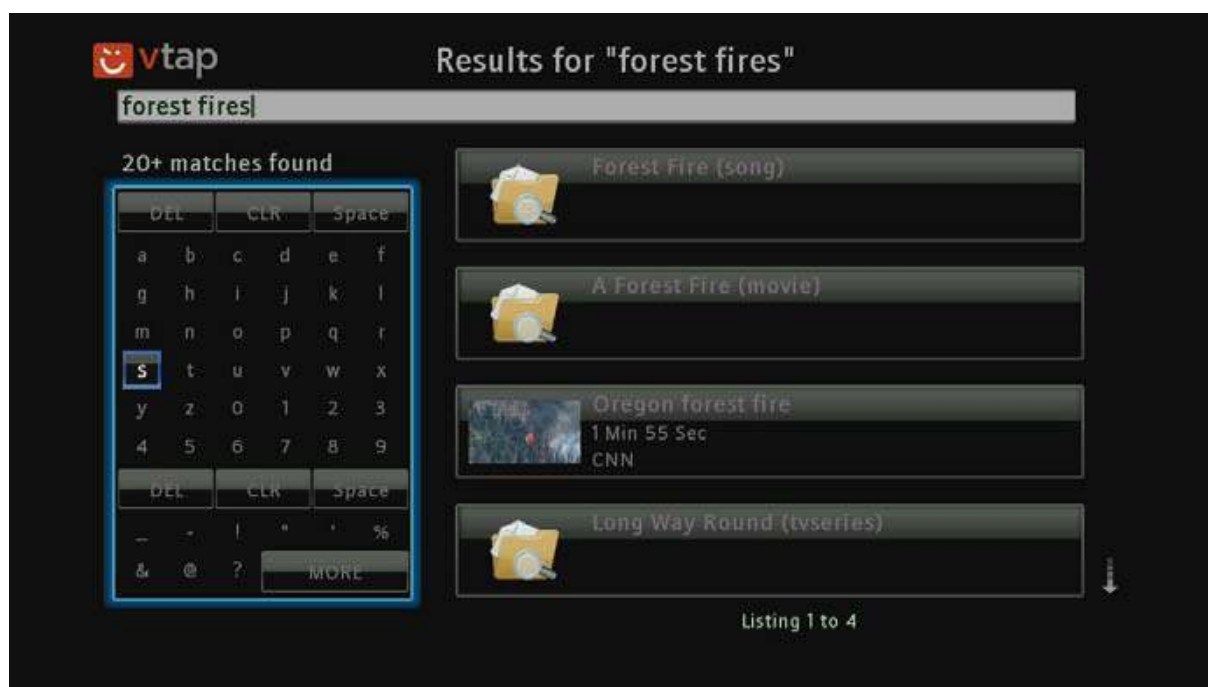 vtap
Results for "forest fires"
forest fires
20+ matches found
DEL CLR Space
a b c d e f
g h i j k l
m n o p q r
s t u v w x
y z 0 1 2 3
4 5 6 7 8 9
DEL CLR Space
_ - ! " ' %
& @ ? MORE
Forest Fire (song)
A Forest Fire (movie)
Oregon forest fire
1 Min 55 Sec
CNN
Long Way Round (tvseries)
Listing 1 to 4